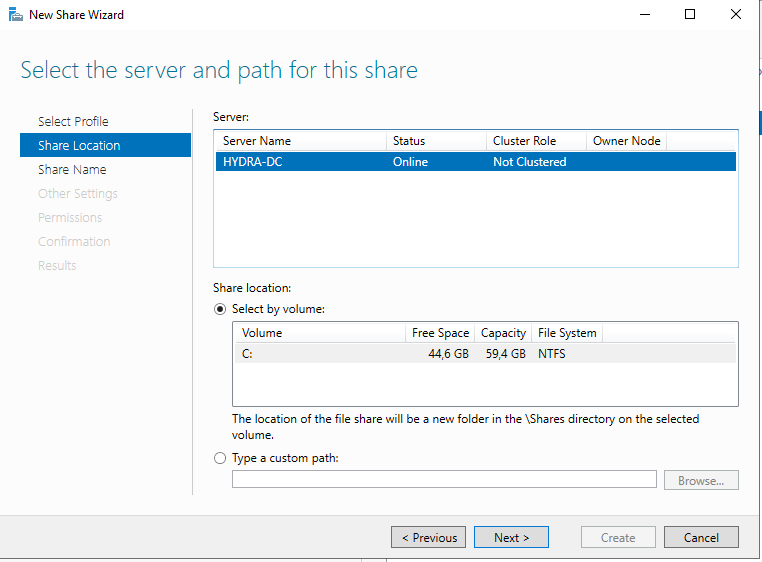 New Share Wizard
Select the server and path for this share
Select Profile
Share Location
Share Name
Other Settings
Permissions
Confirmation
Results
Server:
Server Name Status Cluster Role Owner Node
HYDRA-DC Online Not Clustered
Share location:
Select by volume:
Volume Free Space Capacity File System
C: 44,6 GB 59,4 GB NTFS
The location of the file share will be a new folder in the \Shares directory on the selected
volume.
Type a custom path:
Browse...
< Previous Next > Create Cancel